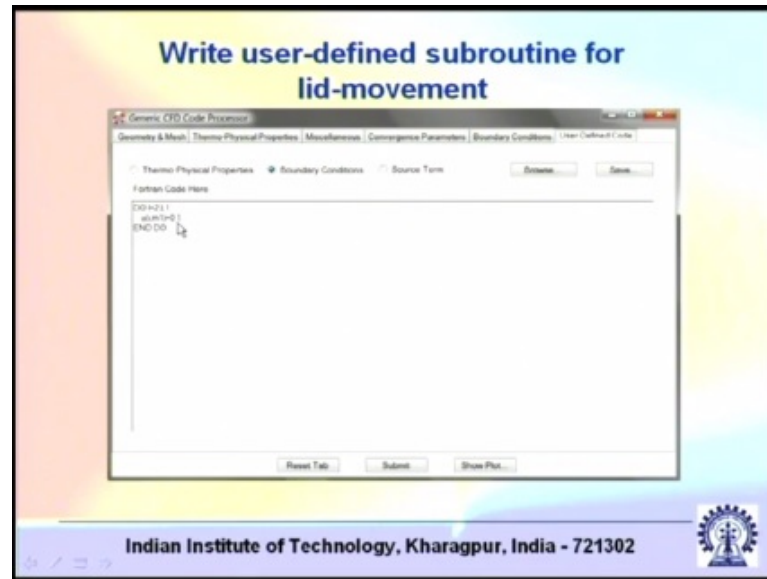 Write user-defined subroutine for
lid-movement
Generic CFD Code Processor
Geometry & Mesh Thermo-Physical Properties Miscellaneous Convergence Parameters Boundary Conditions User Defined Code
Thermo-Physical Properties Boundary Conditions Source Term Browse... Save...
Fortran Code Here
END DO
Reset Tab Submit Show Plot...
Indian Institute of Technology, Kharagpur, India - 721302